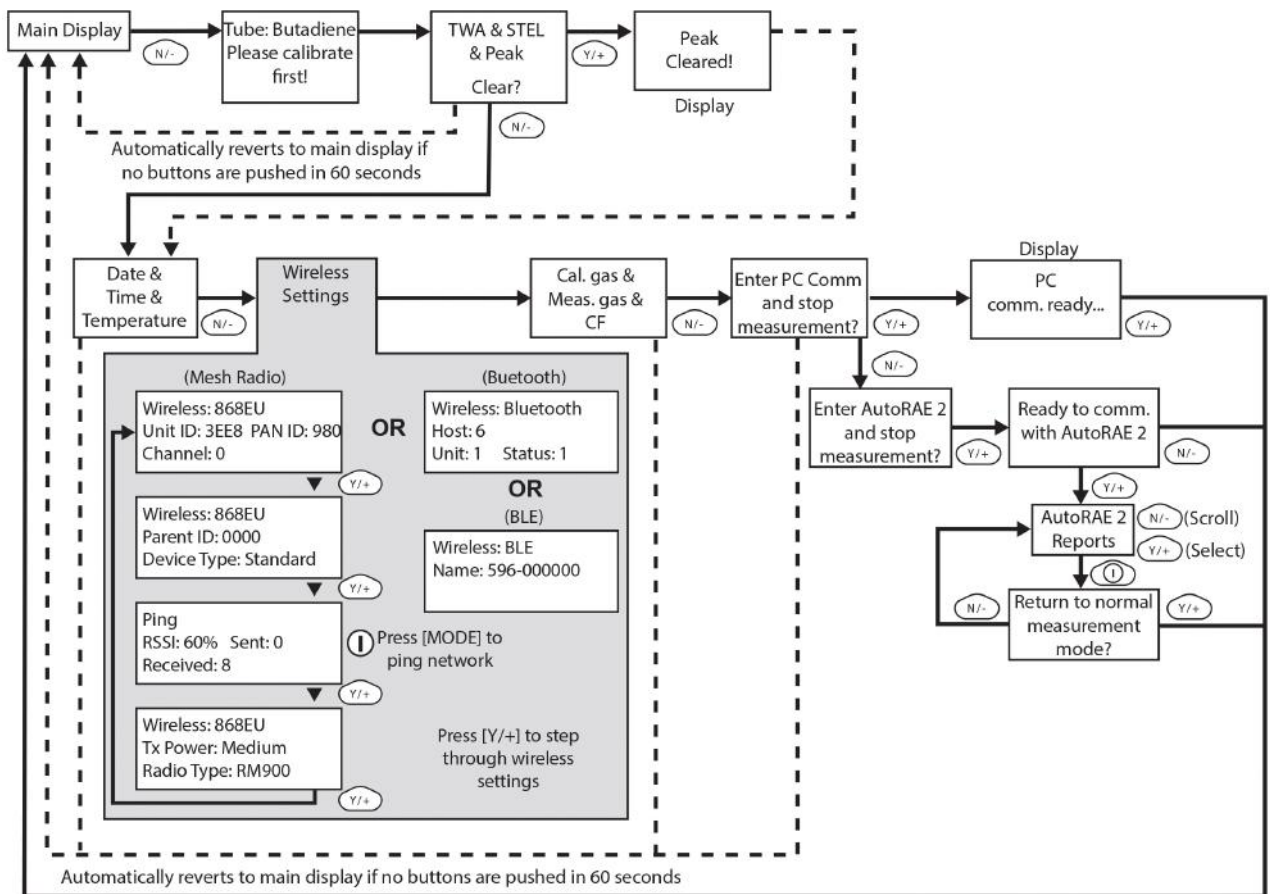 Main Display
N/-
Tube: Butadiene
Please calibrate
first!
TWA & STEL
& Peak
Clear?
Y/+
Peak
Cleared!
Display
N/-
Automatically reverts to main display if
no buttons are pushed in 60 seconds
Date &
Time &
Temperature
N/-
Wireless
Settings
Cal. gas &
Meas. gas &
CF
N/-
Enter PC Comm
and stop
measurement?
Y/+
Display
PC
comm. ready...
Y/+
N/-
(Mesh Radio)
Wireless: 868EU
Unit ID: 3EE8 PAN ID: 980
Channel: 0
Y/+
OR
(Buetooth)
Wireless: Bluetooth
Host: 6
Unit: 1 Status: 1
OR
(BLE)
Wireless: BLE
Name: 596-000000
Wireless: 868EU
Parent ID: 0000
Device Type: Standard
Y/+
Ping
RSSI: 60% Sent: 0
Received: 8
Press [MODE] to
ping network
Y/+
Wireless: 868EU
Tx Power: Medium
Radio Type: RM900
Y/+
Press [Y/+] to step
through wireless
settings
Enter AutoRAE 2
and stop
measurement?
Y/+
Ready to comm.
with AutoRAE 2
N/-
Y/+
AutoRAE 2
Reports
N/- (Scroll)
Y/+ (Select)
N/-
Return to normal
measurement
mode?
Y/+
Automatically reverts to main display if no buttons are pushed in 60 seconds